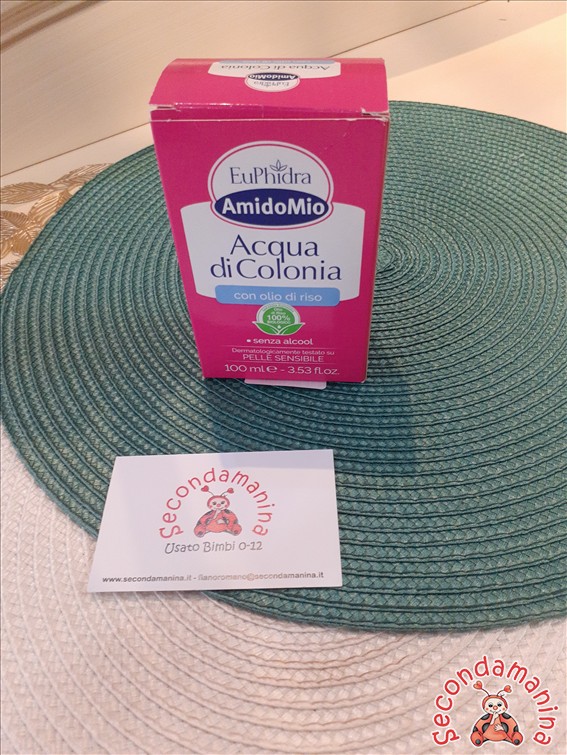 Acqua di Colonia
AmidoMio
EuPhidra
AmidoMio
Acqua
di Colonia
con olio di riso
100%
• senza alcool
Dermatologicamente testato su
PELLE SENSIBILE
100 ml e - 3.53 fl.oz.
Secondamanina
Usato Bimbi 0-12
www.secondamanina.it - ilanoromano@secondamanina.it
Secondamanina